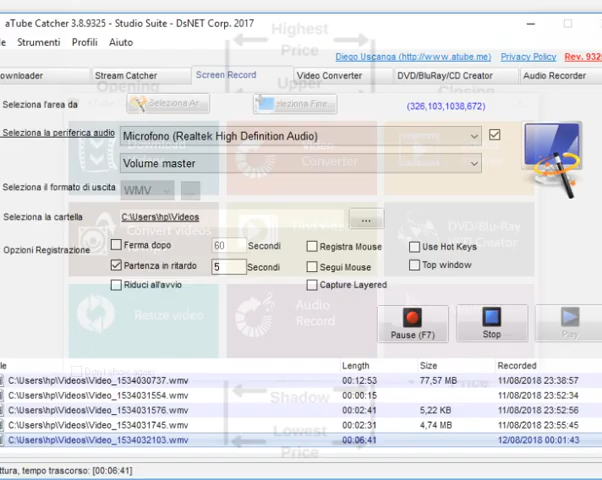 aTube Catcher 3.8.9325 - Studio Suite - DsNET Corp. 2017
Strumenti Profili Aiuto
Highest
Price
Diego Uscanga (http://www.atube.me) Privacy Policy Rev. 932
ownloader Stream Catcher Screen Record Video Converter DVD/BluRay/CD Creator Audio Recorder
Opening Upper Closing
Seleziona l'area da Seleziona Ar eleziona Fine (326,103,1038,672)
Seleziona la periferica audio Microfono (Realtek High Definition Audio)
Download Video Converter
Volume master
Seleziona il formato di uscita WMV ...
Seleziona la cartella C:\Users\hp\Videos ...
Convert videos DVD/Blu-Ray Creator
Opzioni Registrazione Ferma dopo 60 Secondi Registra Mouse Use Hot Keys
Partenza in ritardo 5 Secondi Segui Mouse Top window
Riduci all'avvio Capture Layered
Resize video Audio Record
Pause (F7) Stop Play
le Length Size Recorded
C:\Users\hp\Videos\Video_1534030737.wmv 00:12:53 77,57 MB 11/08/2018 23:38:57
C:\Users\hp\Videos\Video_1534031554.wmv 00:00:15 11/08/2018 23:52:34
C:\Users\hp\Videos\Video_1534031576.wmv 00:02:41 5,22 KB 11/08/2018 23:52:56
C:\Users\hp\Videos\Video_1534031745.wmv 00:02:31 4,74 MB 11/08/2018 23:55:45
C:\Users\hp\Videos\Video_1534032103.wmv 00:06:41 12/08/2018 00:01:43
Shadow
Lowest
Price
ttura, tempo trascorso: [00:06:41]